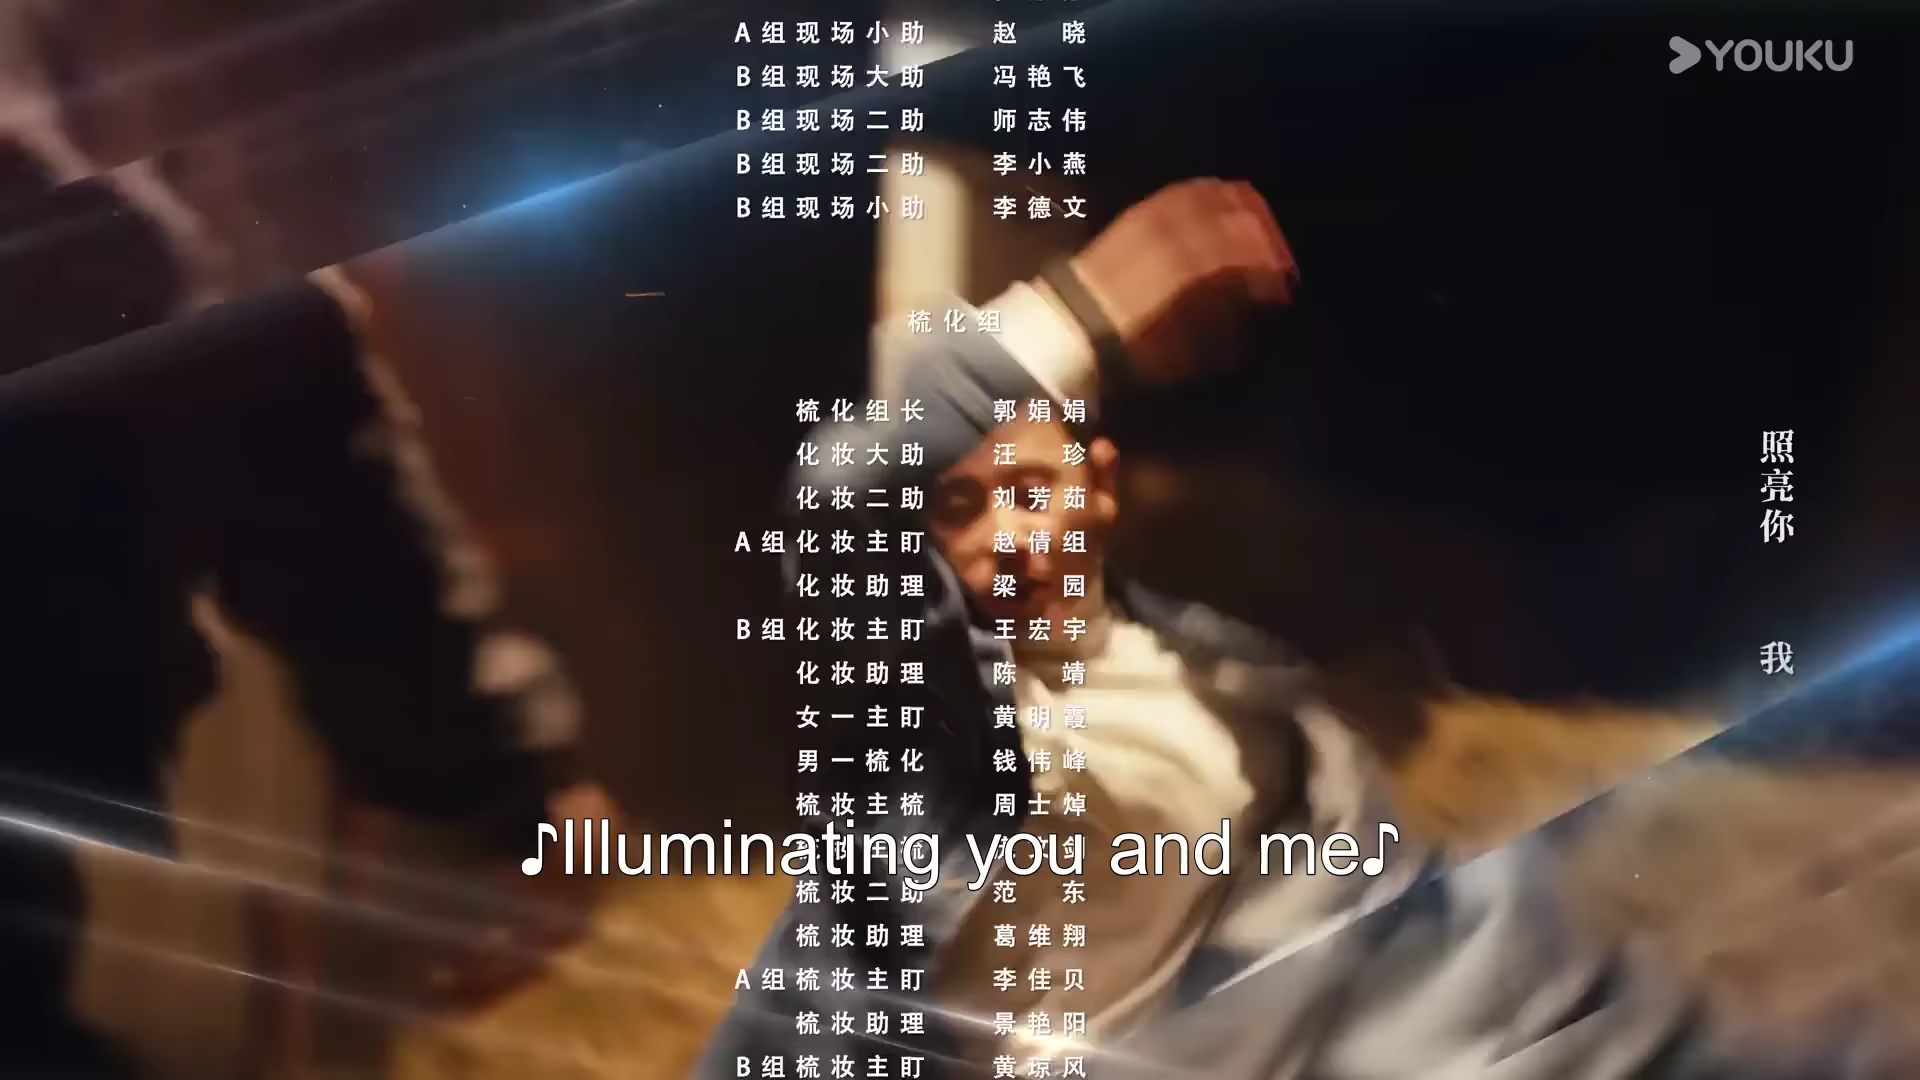 YOUKU
A组现场小助 赵晓
B组现场大助 冯艳飞
B组现场二助 师志伟
B组现场二助 李小燕
B组现场小助 李德文
梳化组
梳化组长 郭娟娟
化妆大助 汪珍
化妆二助 刘芳茹
A组化妆主盯 赵倩组
化妆助理 梁园
B组化妆主盯 王宏宇
化妆助理 陈靖
女一主盯 黄明霞
男一梳化 钱伟峰
梳妆主梳 周士焯
♪Illuminating you and me♪
梳妆二助 范东
梳妆助理 葛维翔
A组梳妆主盯 李佳贝
梳妆助理 景艳阳
B组梳妆主盯 黄琼风
照亮你 我